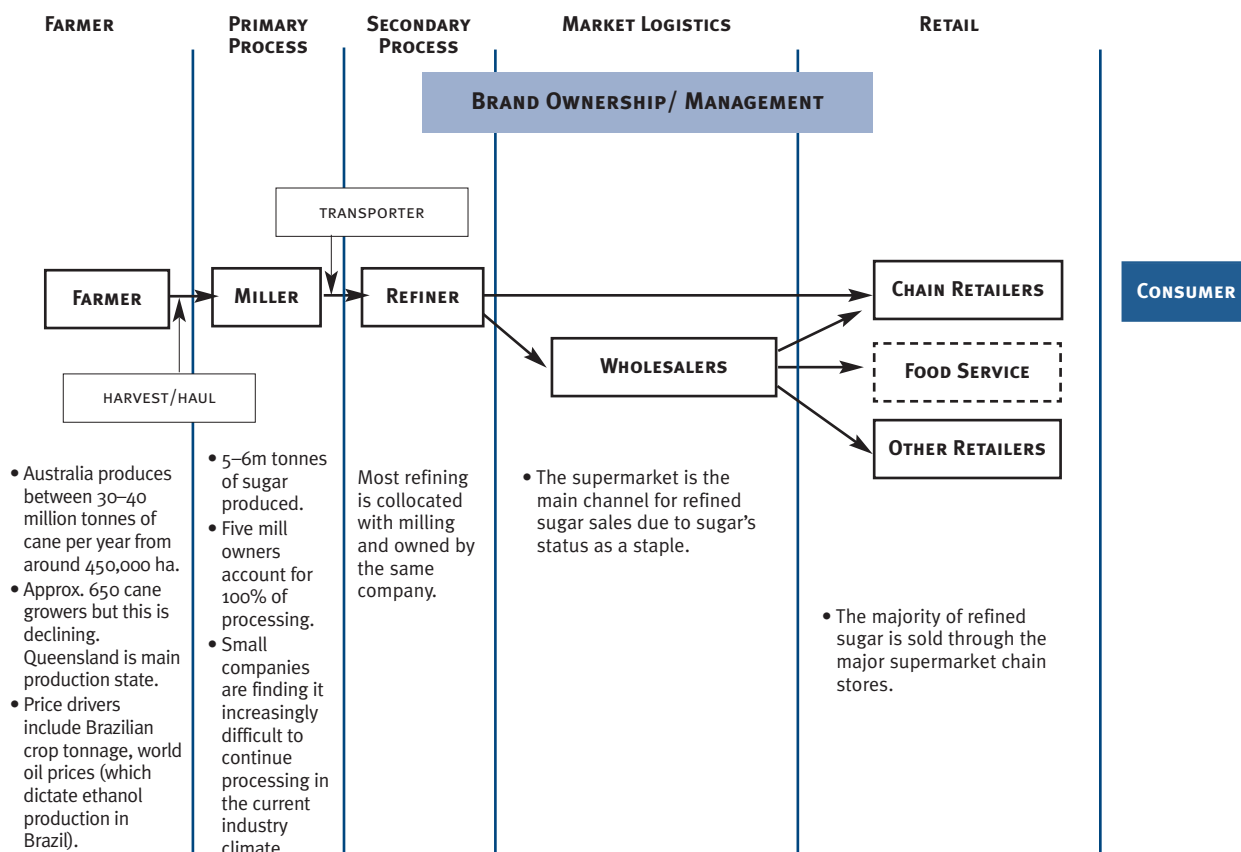 FARMER
PRIMARY
PROCESS
SECONDARY
PROCESS
MARKET LOGISTICS
RETAIL
BRAND OWNERSHIP/ MANAGEMENT
TRANSPORTER
FARMER
MILLER
REFINER
CHAIN RETAILERS
CONSUMER
WHOLESALERS
FOOD SERVICE
HARVEST/HAUL
OTHER RETAILERS
• Australia produces
between 30–40
million tonnes of
cane per year from
around 450,000 ha.
• Approx. 650 cane
growers but this is
declining.
Queensland is main
production state.
• Price drivers
include Brazilian
crop tonnage, world
oil prices (which
dictate ethanol
production in
Brazil).
• 5–6m tonnes
of sugar
produced.
• Five mill
owners
account for
100% of
processing.
• Small
companies
are finding it
increasingly
difficult to
continue
processing in
the current
industry
climate
Most refining
is collocated
with milling
and owned by
the same
company.
• The supermarket is the
main channel for refined
sugar sales due to sugar's
status as a staple.
• The majority of refined
sugar is sold through the
major supermarket chain
stores.